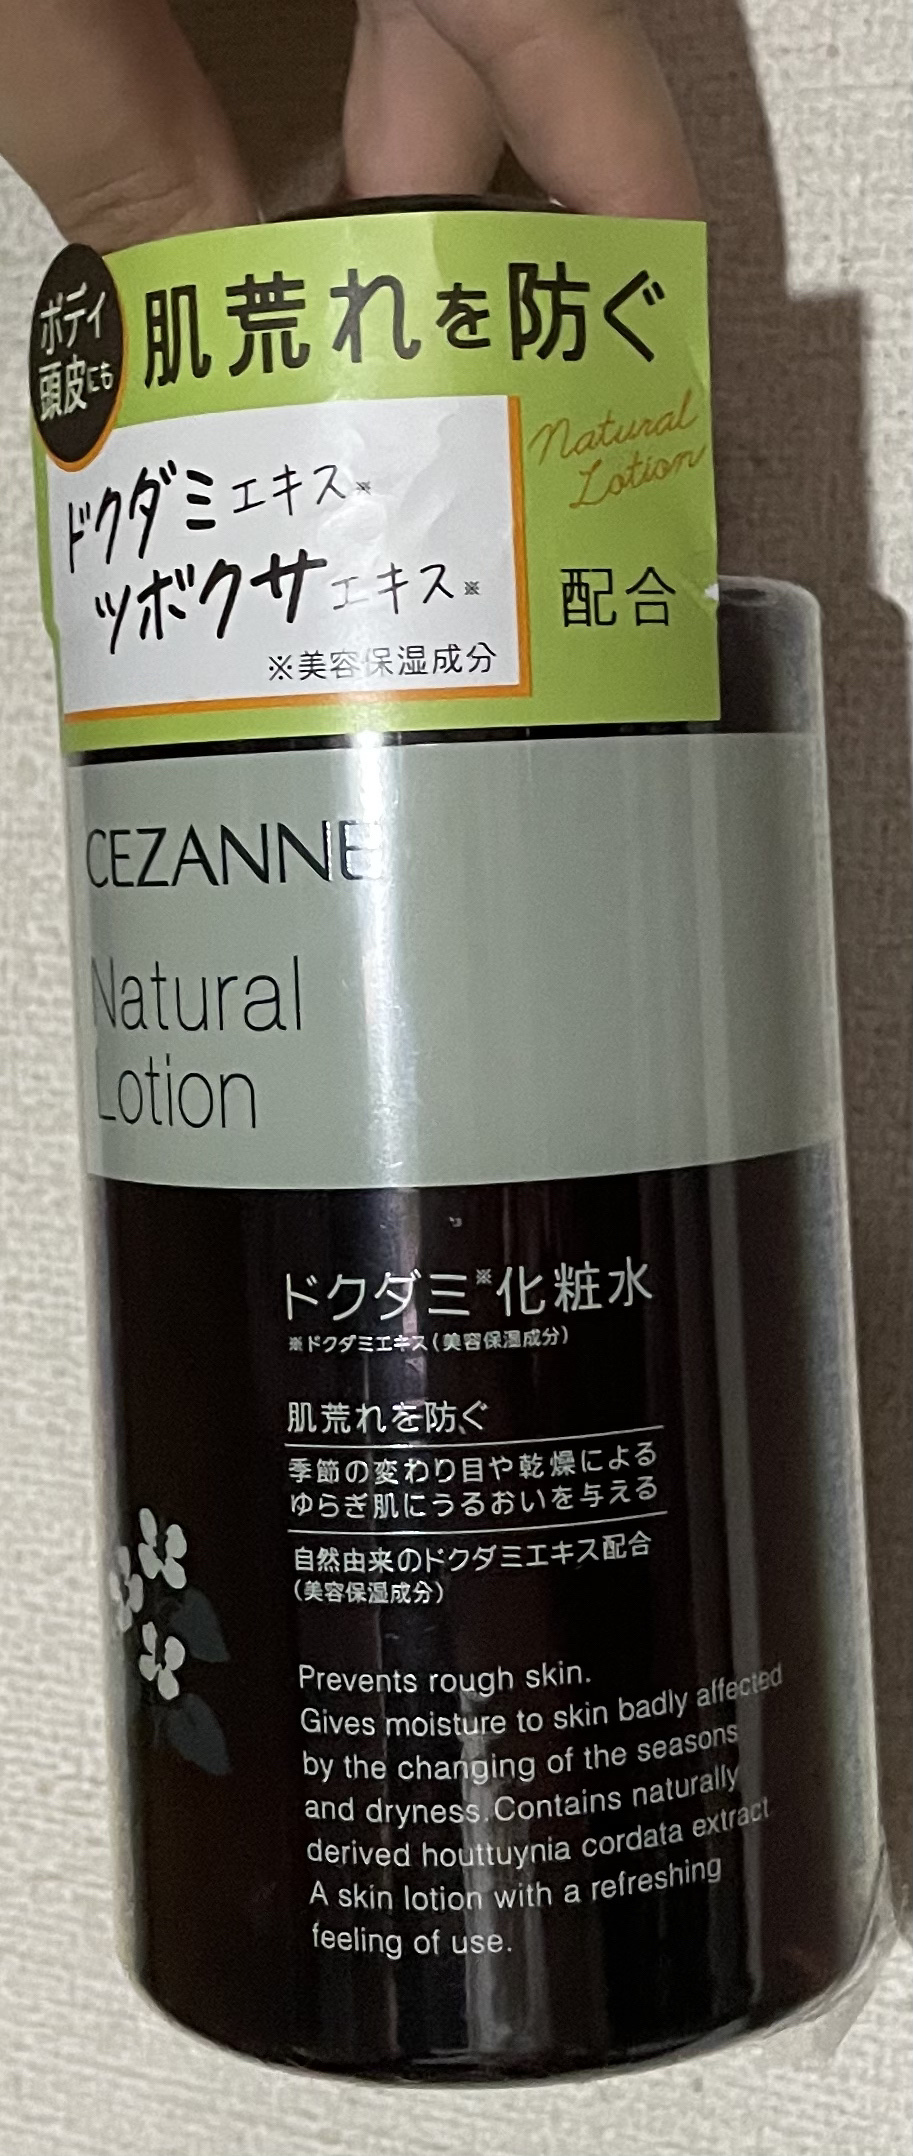 ボディ
頭皮にも
肌荒れを防ぐ
Natural
Lotion
ドクダミエキス※
ツボクサエキス※
※美容保湿成分
配合
CEZANNE
Natural
Lotion
ドクダミ※化粧水
※ドクダミエキス(美容保湿成分)
肌荒れを防ぐ
季節の変わり目や乾燥による
ゆらぎ肌にうるおいを与える
自然由来のドクダミエキス配合
(美容保湿成分)
Prevents rough skin.
Gives moisture to skin badly affected
by the changing of the seasons
and dryness.Contains naturally
derived houttuynia cordata extract
A skin lotion with a refreshing
feeling of use.